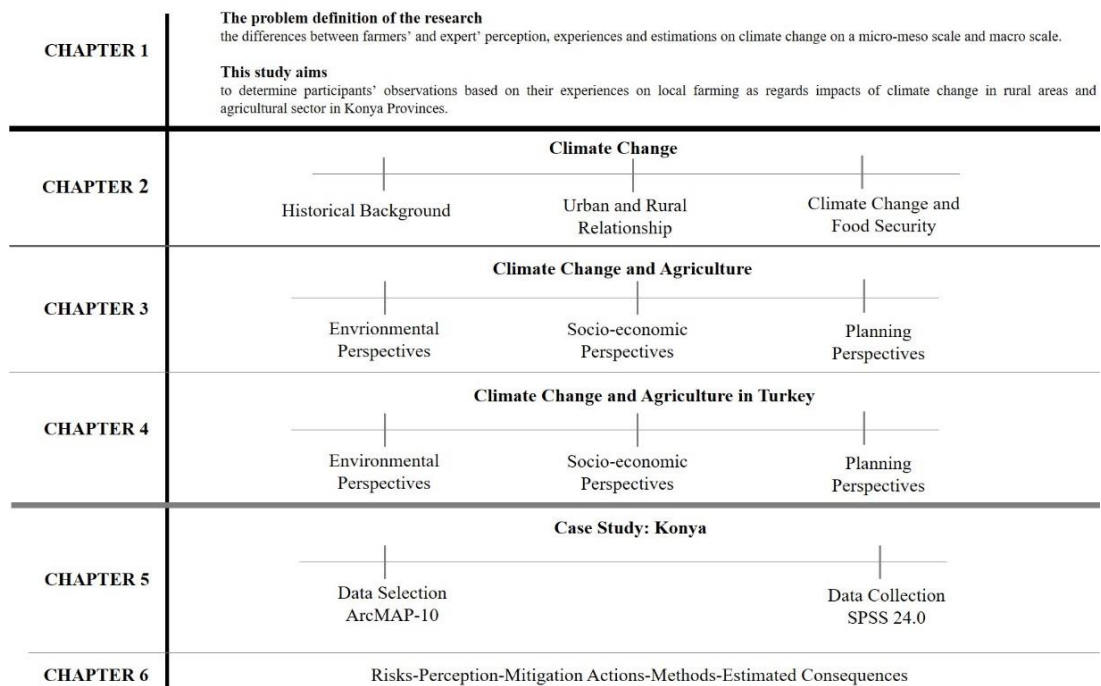 CHAPTER 1
The problem definition of the research
the differences between farmers' and expert' perception, experiences and estimations on climate change on a micro-meso scale and macro scale.
This study aims
to determine participants' observations based on their experiences on local farming as regards impacts of climate change in rural areas and
agricultural sector in Konya Provinces.
CHAPTER 2
Climate Change
Historical Background
Urban and Rural
Relationship
Climate Change and
Food Security
CHAPTER 3
Climate Change and Agriculture
Envrionmental
Perspectives
Socio-economic
Perspectives
Planning
Perspectives
CHAPTER 4
Climate Change and Agriculture in Turkey
Environmental
Perspectives
Socio-economic
Perspectives
Planning
Perspectives
CHAPTER 5
Case Study: Konya
Data Selection
ArcMAP-10
Data Collection
SPSS 24.0
CHAPTER 6
Risks-Perception-Mitigation Actions-Methods-Estimated Consequences